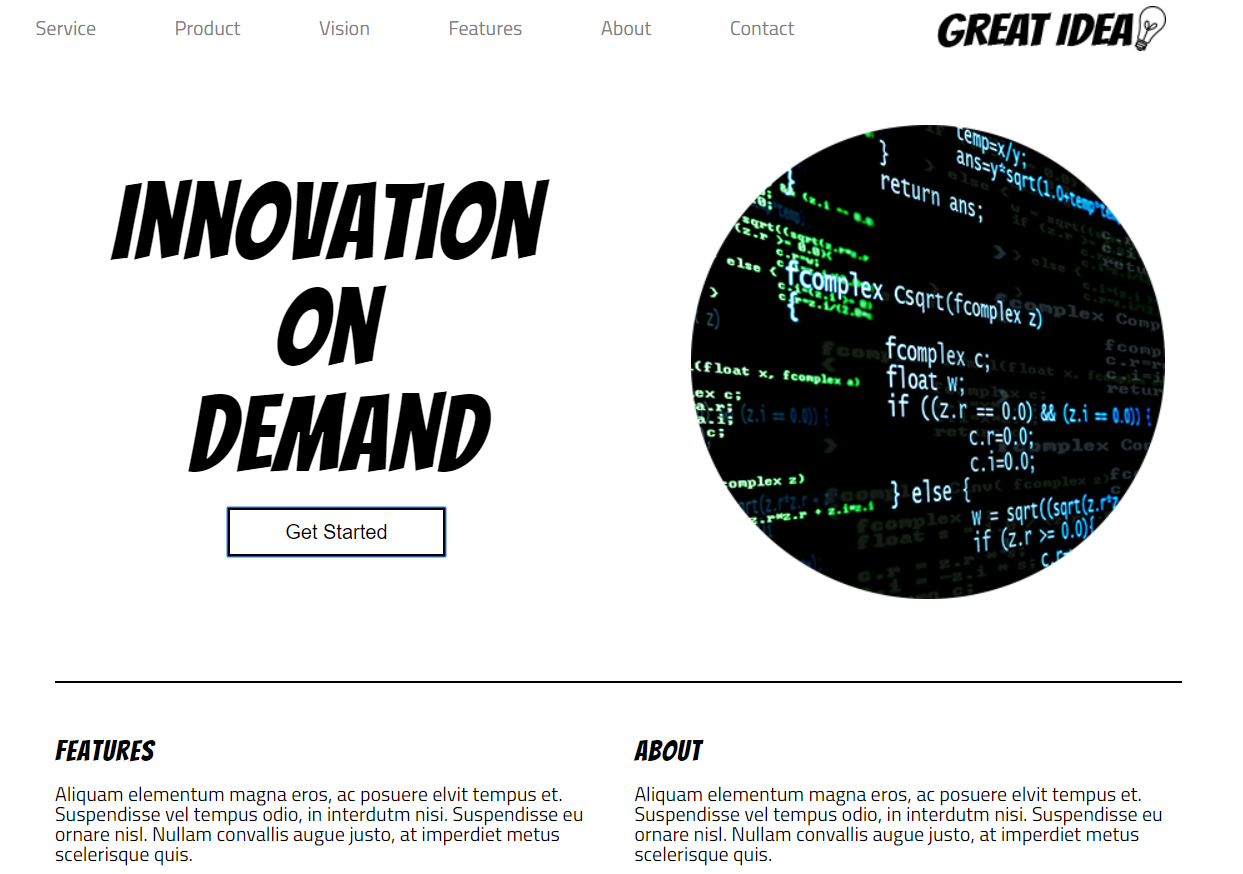 Service Product Vision Features About Contact GREAT IDEA
INNOVATION
ON
DEMAND
Get Started
temp=x/y;
}
ans=y*sqrt(1.0+temp*te
return ans;
}
else {
fcomplex Csqrt(fcomplex z)
{
fcomplex c;
float w;
if ((z.r == 0.0) && (z.i == 0.0)) {
c.r=0.0;
c.i=0.0;
} else {
w = sqrt((sqrt(z.r*z
if (z.r >= 0.0){
(float x, fcomplex a)
omplex z)
z.r*z.r + z.i*z.i
FEATURES
Aliquam elementum magna eros, ac posuere elvit tempus et.
Suspendisse vel tempus odio, in interdutm nisi. Suspendisse eu
ornare nisl. Nullam convallis augue justo, at imperdiet metus
scelerisque quis.
ABOUT
Aliquam elementum magna eros, ac posuere elvit tempus et.
Suspendisse vel tempus odio, in interdutm nisi. Suspendisse eu
ornare nisl. Nullam convallis augue justo, at imperdiet metus
scelerisque quis.